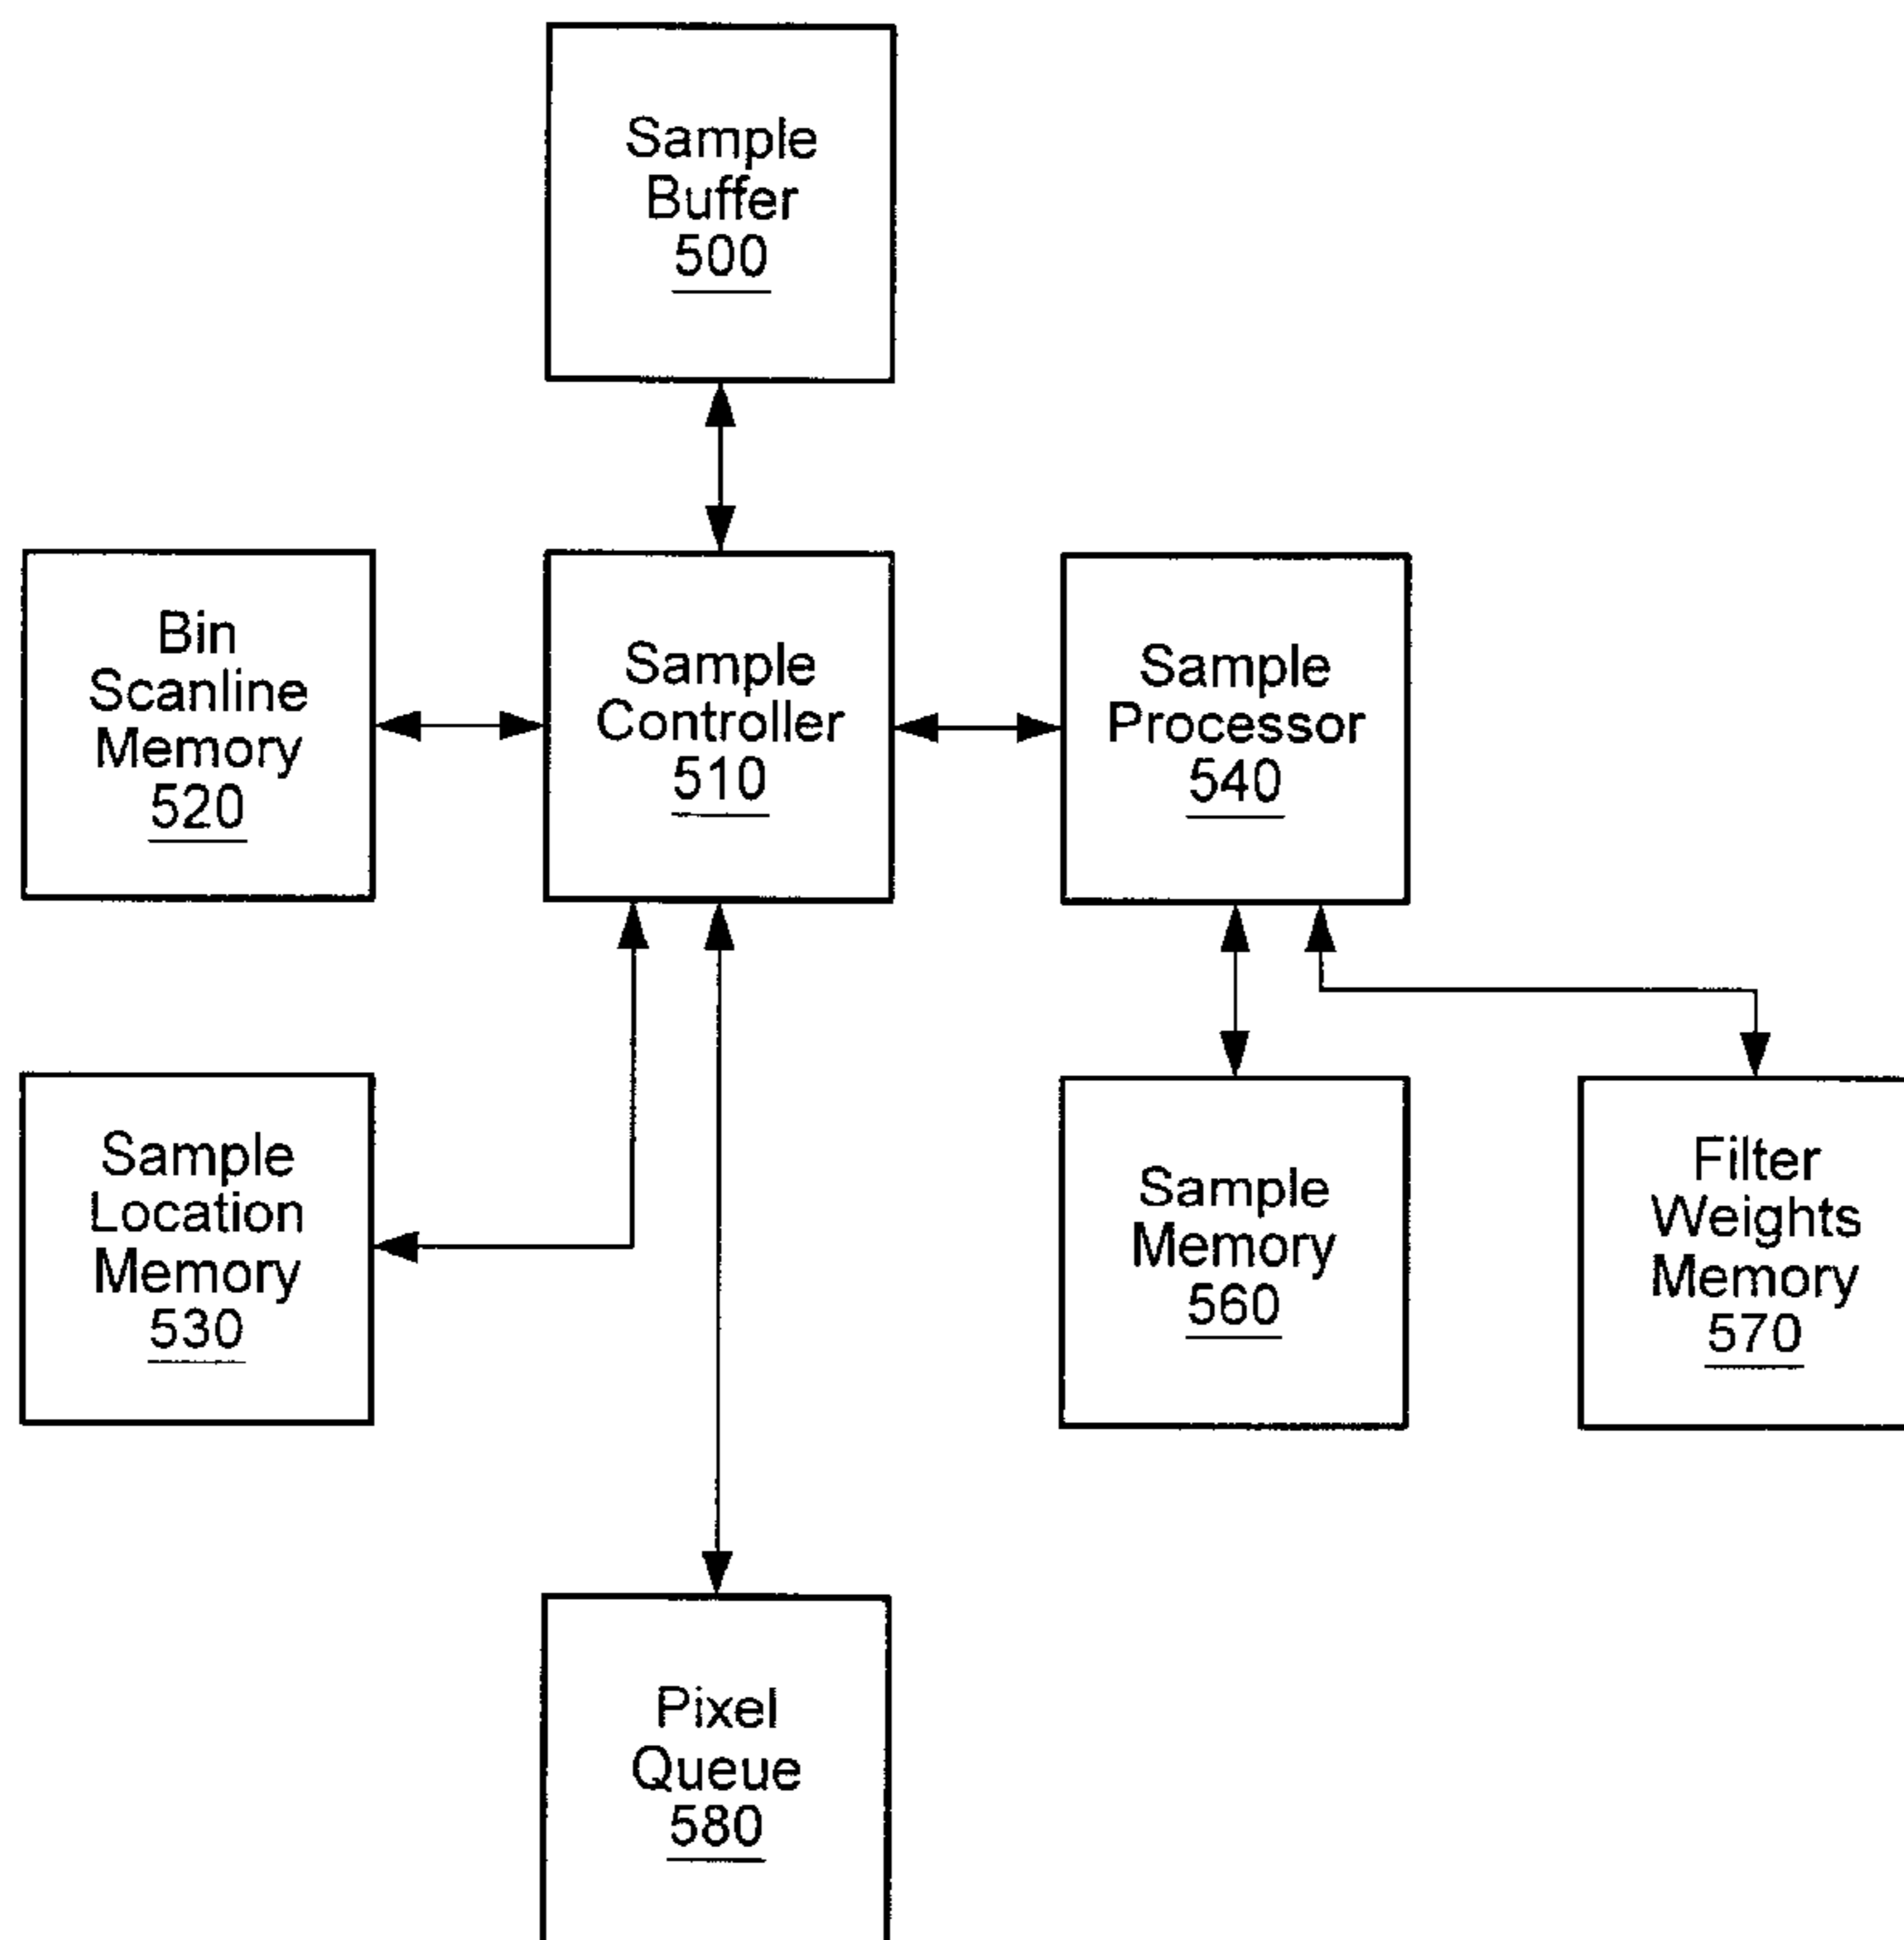 Sample
Buffer
500
Bin
Scanline
Memory
520
Sample
Controller
510
Sample
Processor
540
Sample
Location
Memory
530
Sample
Memory
560
Filter
Weights
Memory
570
Pixel
Queue
580